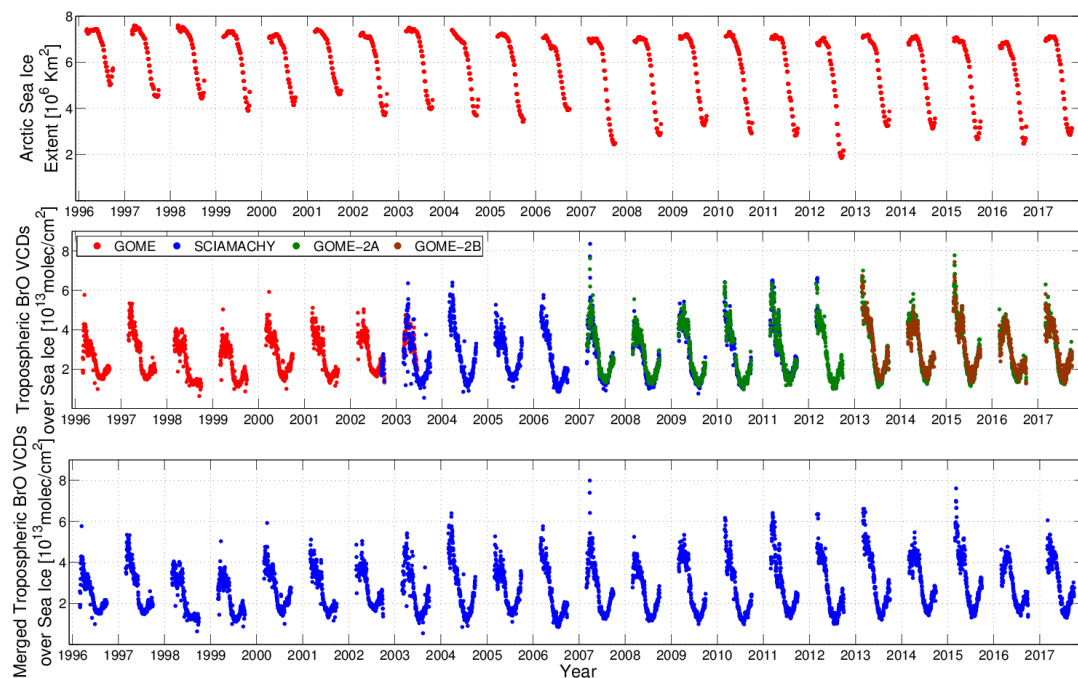 Arctic Sea Ice
Extent [10⁶ Km²]
8
6
4
2
1996 1997 1998 1999 2000 2001 2002 2003 2004 2005 2006 2007 2008 2009 2010 2011 2012 2013 2014 2015 2016 2017
Tropospheric BrO VCDs
over Sea Ice [10¹³molec/cm²]
GOME SCIAMACHY GOME-2A GOME-2B
8
6
4
2
1996 1997 1998 1999 2000 2001 2002 2003 2004 2005 2006 2007 2008 2009 2010 2011 2012 2013 2014 2015 2016 2017
Merged Tropospheric BrO VCDs
over Sea Ice [10¹³molec/cm²]
8
6
4
2
1996 1997 1998 1999 2000 2001 2002 2003 2004 2005 2006 2007 2008 2009 2010 2011 2012 2013 2014 2015 2016 2017
Year